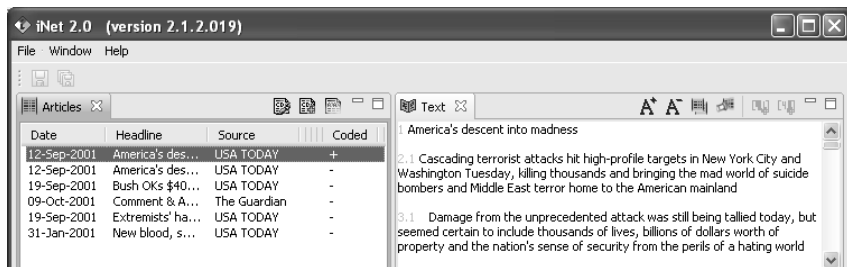 iNet 2.0 (version 2.1.2.019)
File Window Help
Articles
Date Headline Source Coded
12-Sep-2001 America's des... USA TODAY +
12-Sep-2001 America's des... USA TODAY -
19-Sep-2001 Bush OKs $40... USA TODAY -
09-Oct-2001 Comment & A... The Guardian -
19-Sep-2001 Extremists' ha... USA TODAY -
31-Jan-2001 New blood, s... USA TODAY -
Text
A+ A-
1 America's descent into madness
2.1 Cascading terrorist attacks hit high-profile targets in New York City and
Washington Tuesday, killing thousands and bringing the mad world of suicide
bombers and Middle East terror home to the American mainland
3.1 Damage from the unprecedented attack was still being tallied today, but
seemed certain to include thousands of lives, billions of dollars worth of
property and the nation's sense of security from the perils of a hating world